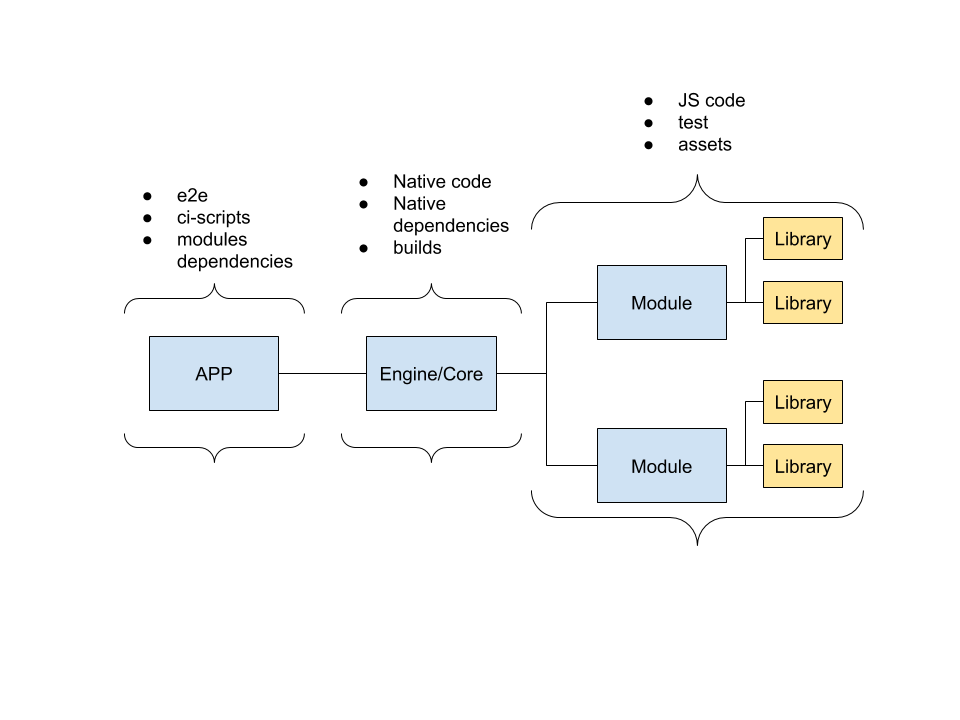 ● JS code
● test
● assets
● Native code
● Native
dependencies
● builds
● e2e
● ci-scripts
● modules
dependencies
APP
Engine/Core
Module
Library
Library
Module
Library
Library